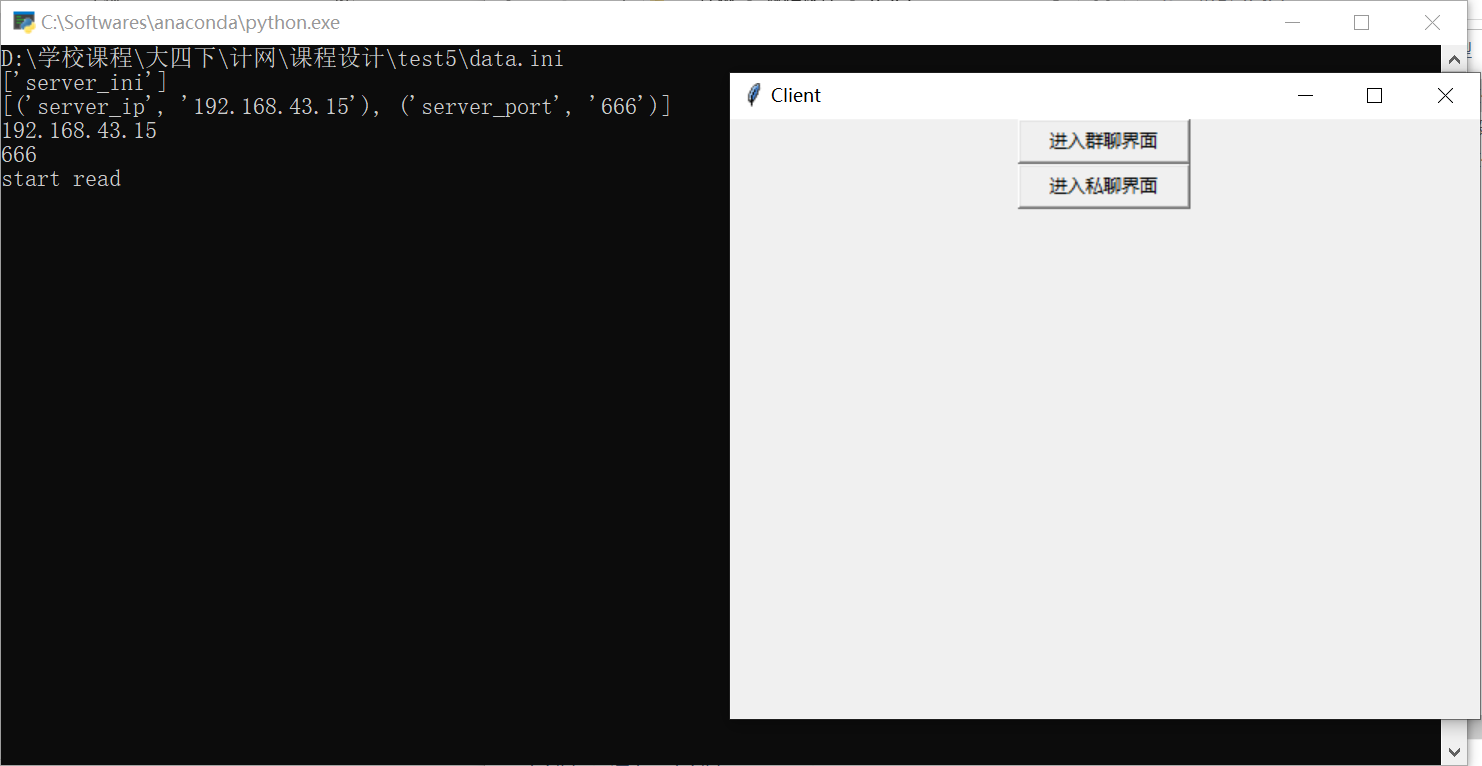 C:\Softwares\anaconda\python.exe
D:\学校课程\大四下\计网\课程设计\test5\data.ini
['server_ini']
[('server_ip', '192.168.43.15'), ('server_port', '666')]
192.168.43.15
666
start read
Client
进入群聊界面
进入私聊界面